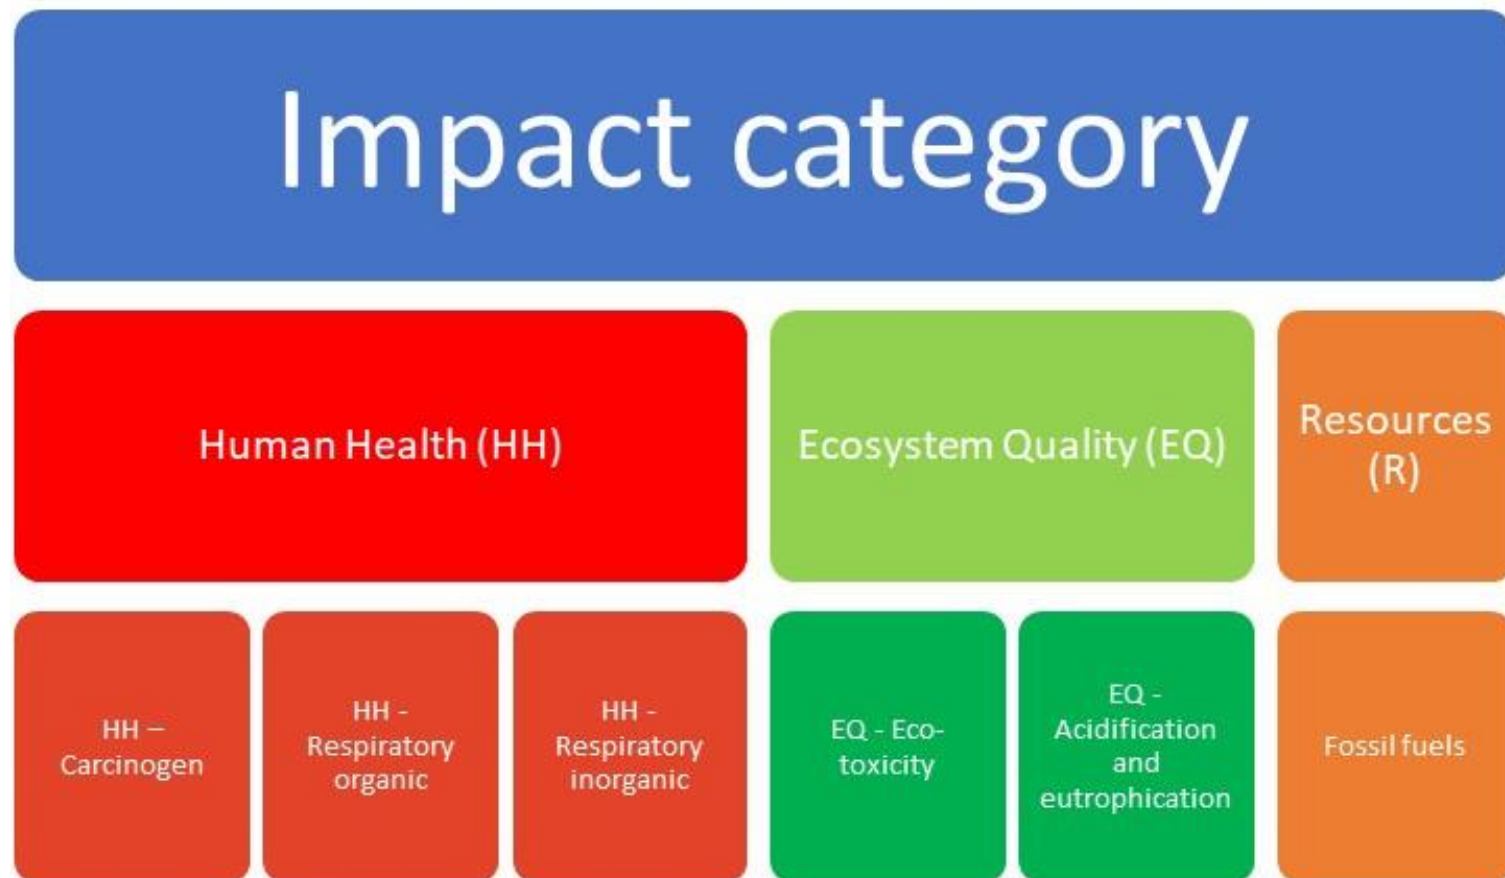 Impact category
Human Health (HH)
Ecosystem Quality (EQ)
Resources
(R)
HH –
Carcinogen
HH -
Respiratory
organic
HH -
Respiratory
inorganic
EQ - Eco-
toxicity
EQ -
Acidification
and
eutrophication
Fossil fuels